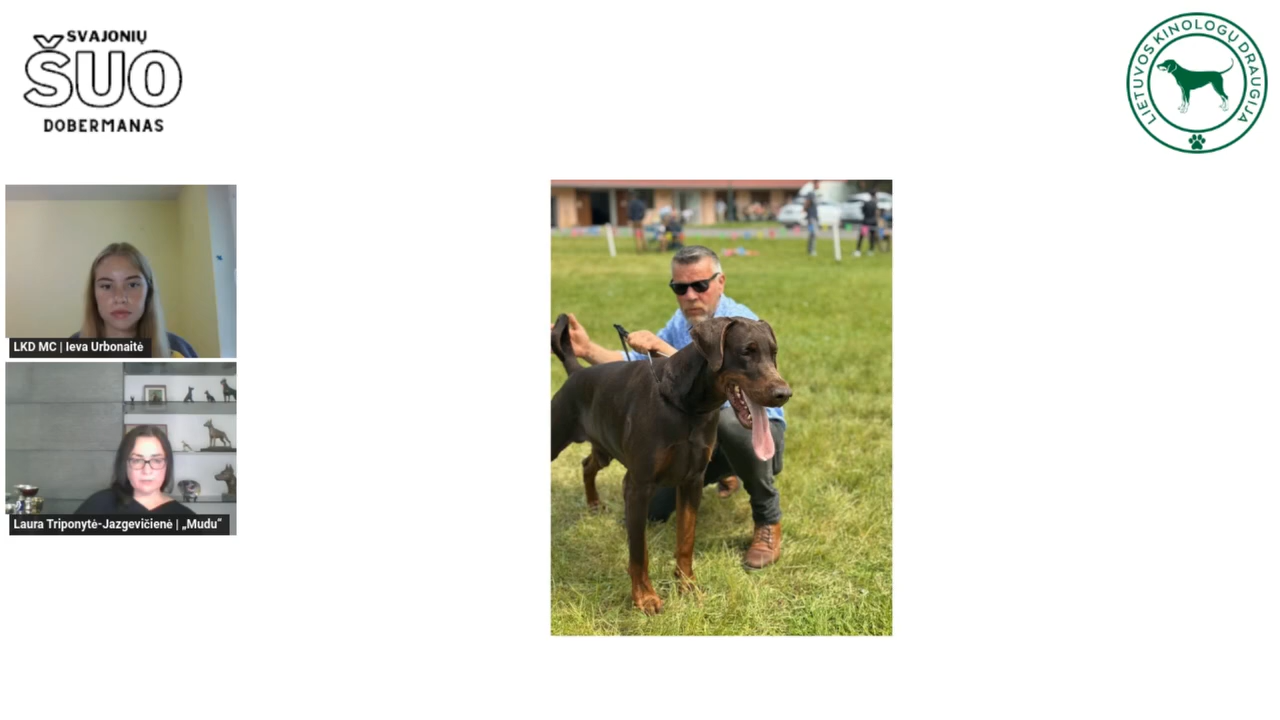 SVAJONIŲ
ŠUO
DOBERMANAS
LIETUVOS KINOLOGŲ DRAUGIJA
LKD MC | Ieva Urbonaitė
Laura Triponytė-Jazgevičienė | „Mudu“